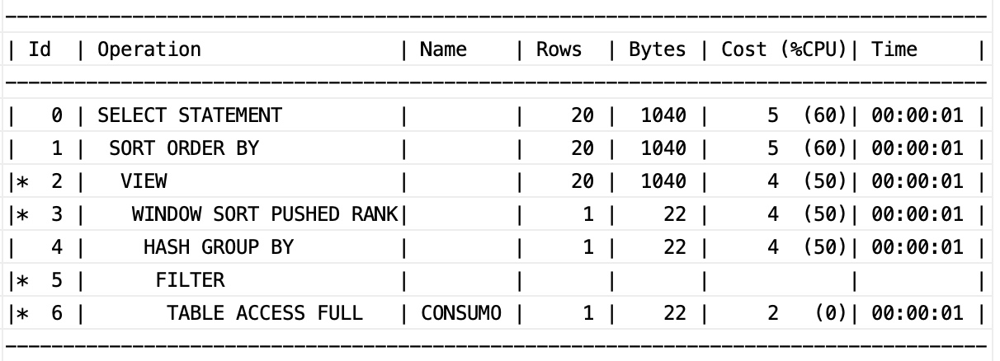 -------------------------------------------------------------------------------------
| Id  | Operation                 | Name    | Rows  | Bytes | Cost (%CPU)| Time     |
-------------------------------------------------------------------------------------
|   0 | SELECT STATEMENT          |         |    20 |  1040 |     5  (60)| 00:00:01 |
|   1 |  SORT ORDER BY            |         |    20 |  1040 |     5  (60)| 00:00:01 |
|*  2 |   VIEW                    |         |    20 |  1040 |     4  (50)| 00:00:01 |
|*  3 |    WINDOW SORT PUSHED RANK|         |     1 |    22 |     4  (50)| 00:00:01 |
|   4 |     HASH GROUP BY         |         |     1 |    22 |     4  (50)| 00:00:01 |
|*  5 |      FILTER               |         |       |       |            |          |
|*  6 |       TABLE ACCESS FULL   | CONSUMO |     1 |    22 |     2   (0)| 00:00:01 |
-------------------------------------------------------------------------------------